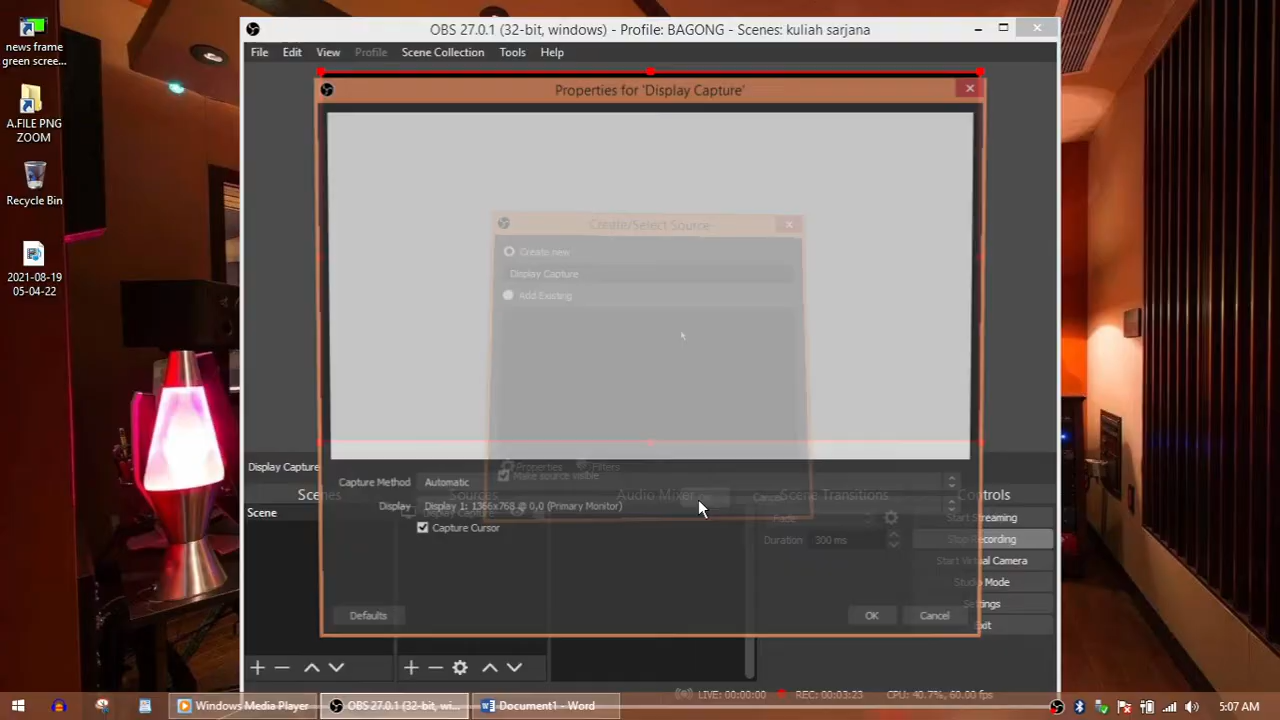 OBS 27.0.1 (32-bit, windows) - Profile: BAGONG - Scenes: kuliah sarjana
File Edit View Profile Scene Collection Tools Help
news frame
green scree...
A.FILE PNG
ZOOM
Recycle Bin
2021-08-19
05-04-22
Properties for 'Display Capture'
Create/Select Source
Create new
Display Capture
Add Existing
Properties Filters
Make source visible
Display Capture
Capture Method Automatic
Display Display 1: 1366x768 @ 0,0 (Primary Monitor)
Capture Cursor
Scenes Sources Audio Mixer Scene Transitions Controls
Scene
Cancel
Fade
Duration 300 ms
Start Streaming
Stop Recording
Start Virtual Camera
Studio Mode
Settings
Exit
Defaults OK Cancel
LIVE: 00:00:00 REC: 00:03:23 CPU: 40.7%, 60.00 fps
Windows Media Player OBS 27.0.1 (32-bit, wi... Document1 - Word 5:07 AM